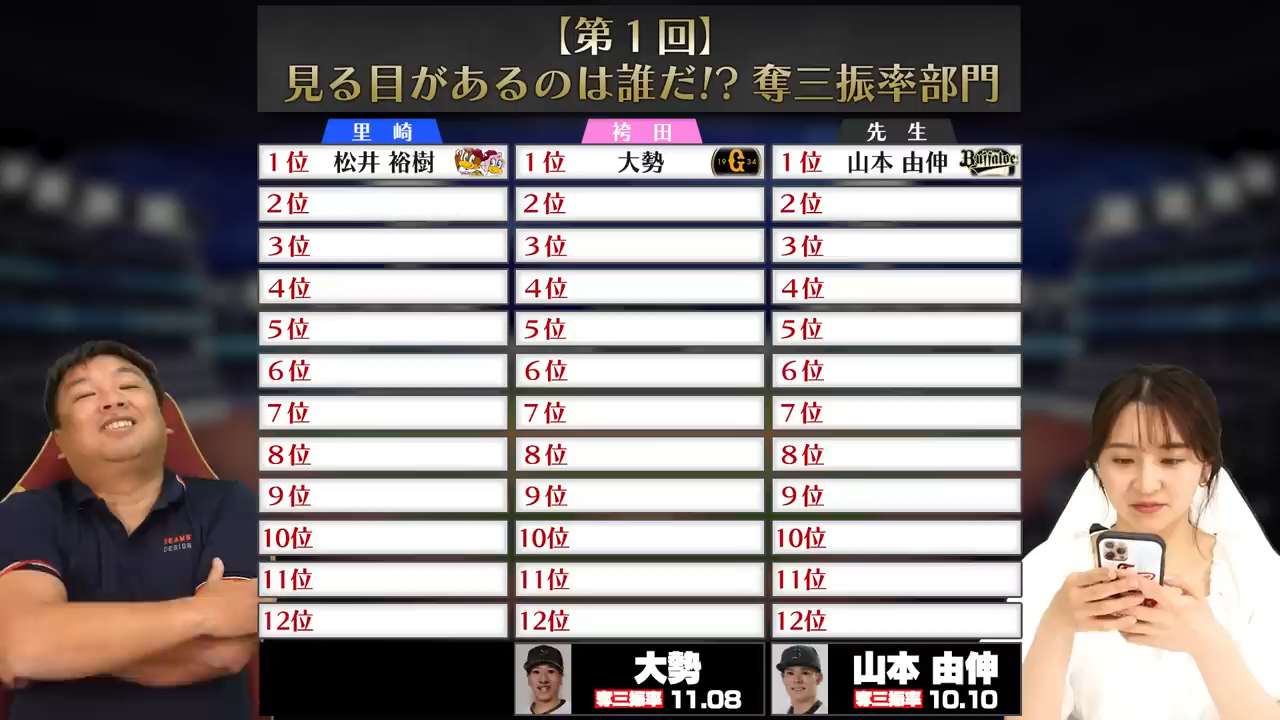 【第1回】
見る目があるのは誰だ!? 奪三振率部門
里崎 袴田 先生
1位 松井 裕樹 1位 大勢 19 G 34 1位 山本 由伸 Buffaloes
2位 2位 2位
3位 3位 3位
4位 4位 4位
5位 5位 5位
6位 6位 6位
7位 7位 7位
8位 8位 8位
9位 9位 9位
10位 10位 10位
11位 11位 11位
12位 12位 12位
BEAMS
DESIGN
大勢 山本 由伸
奪三振率 11.08 奪三振率 10.10